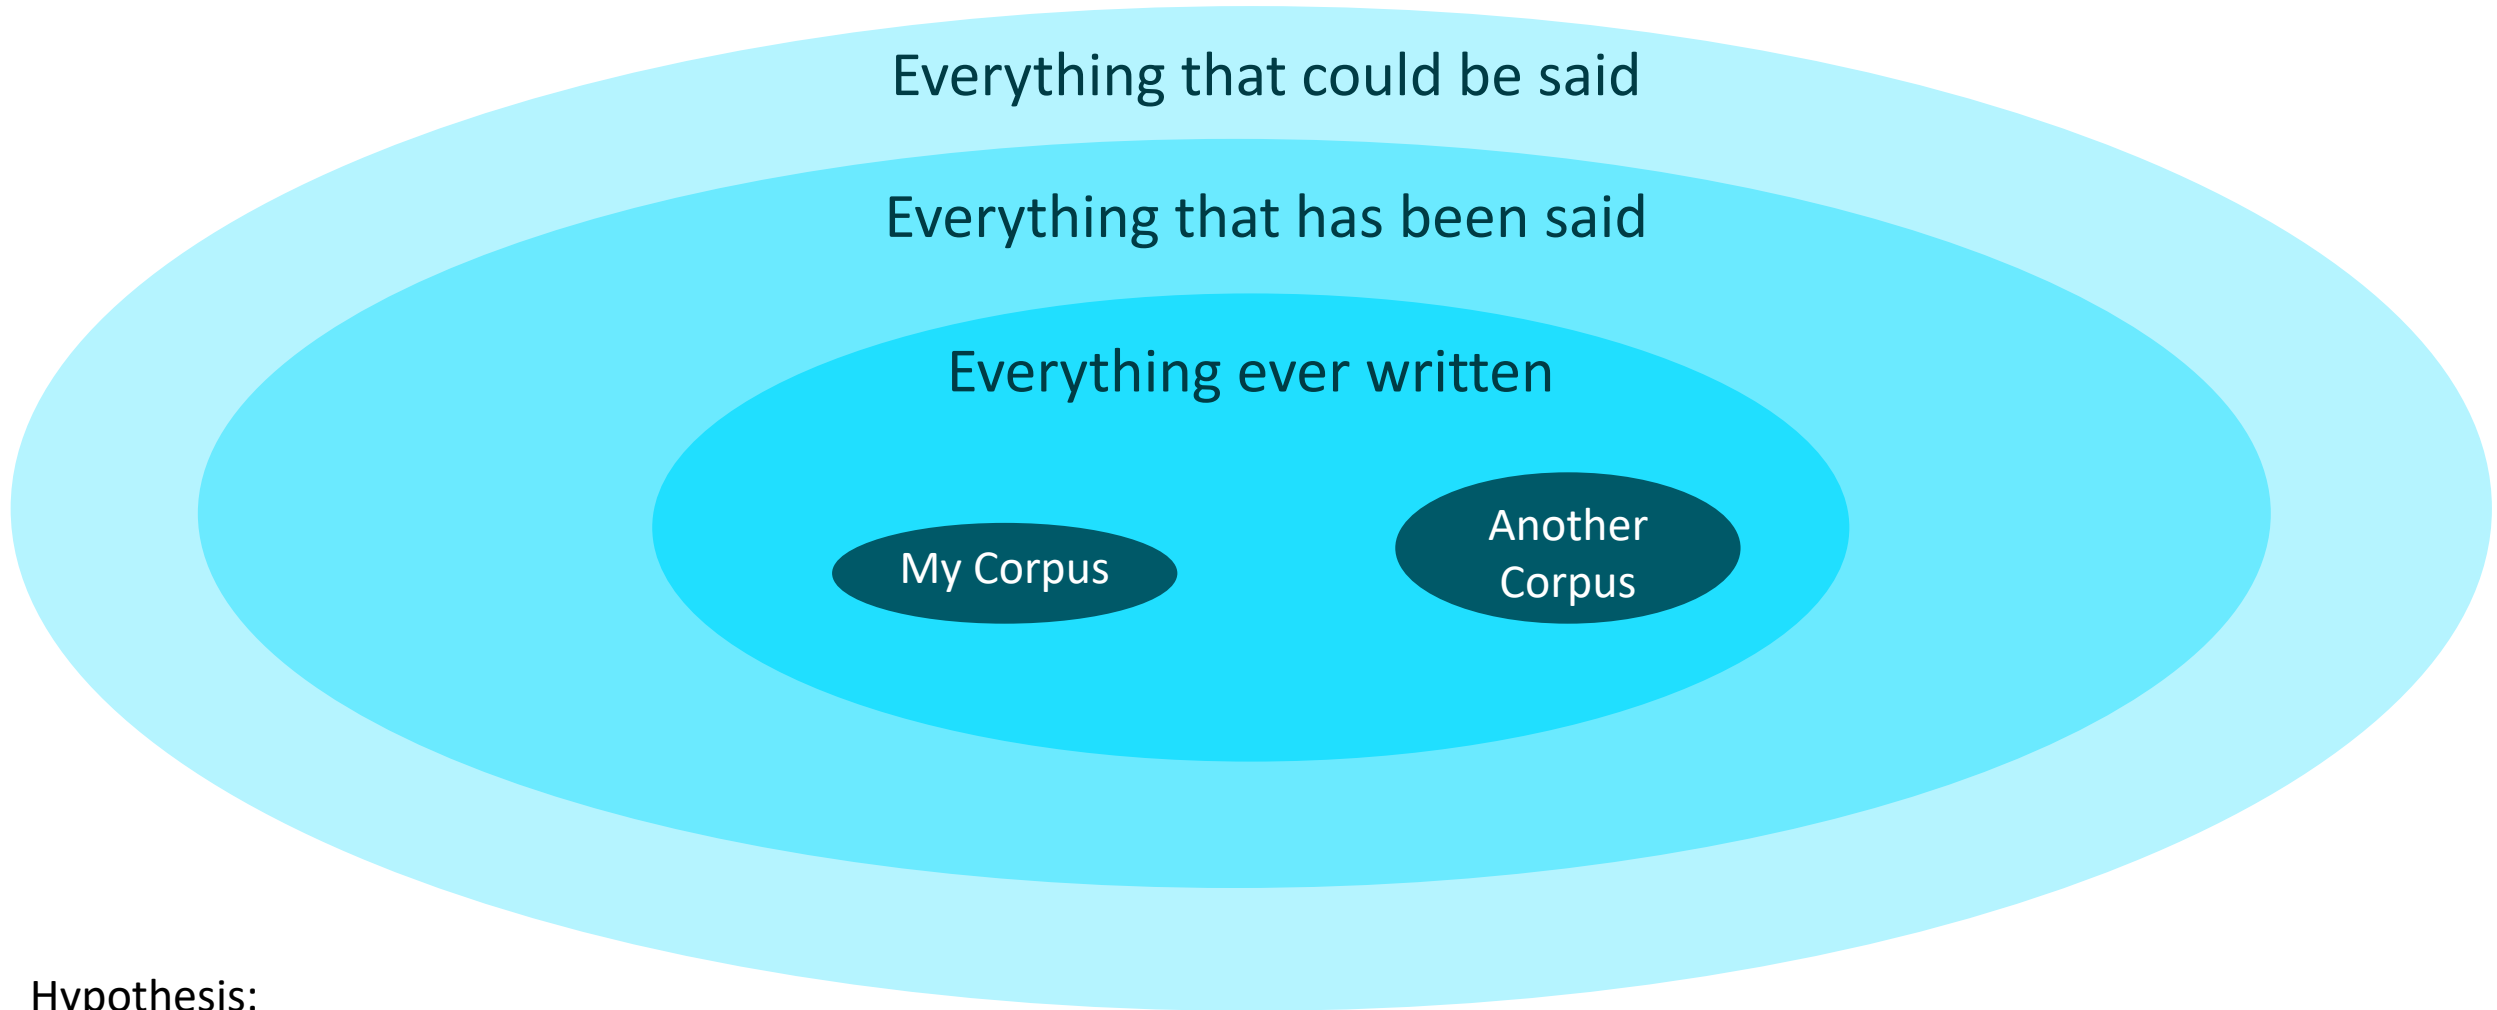 Everything that could be said
Everything that has been said
Everything ever written
Another
My Corpus
Corpus
Hypothesis: